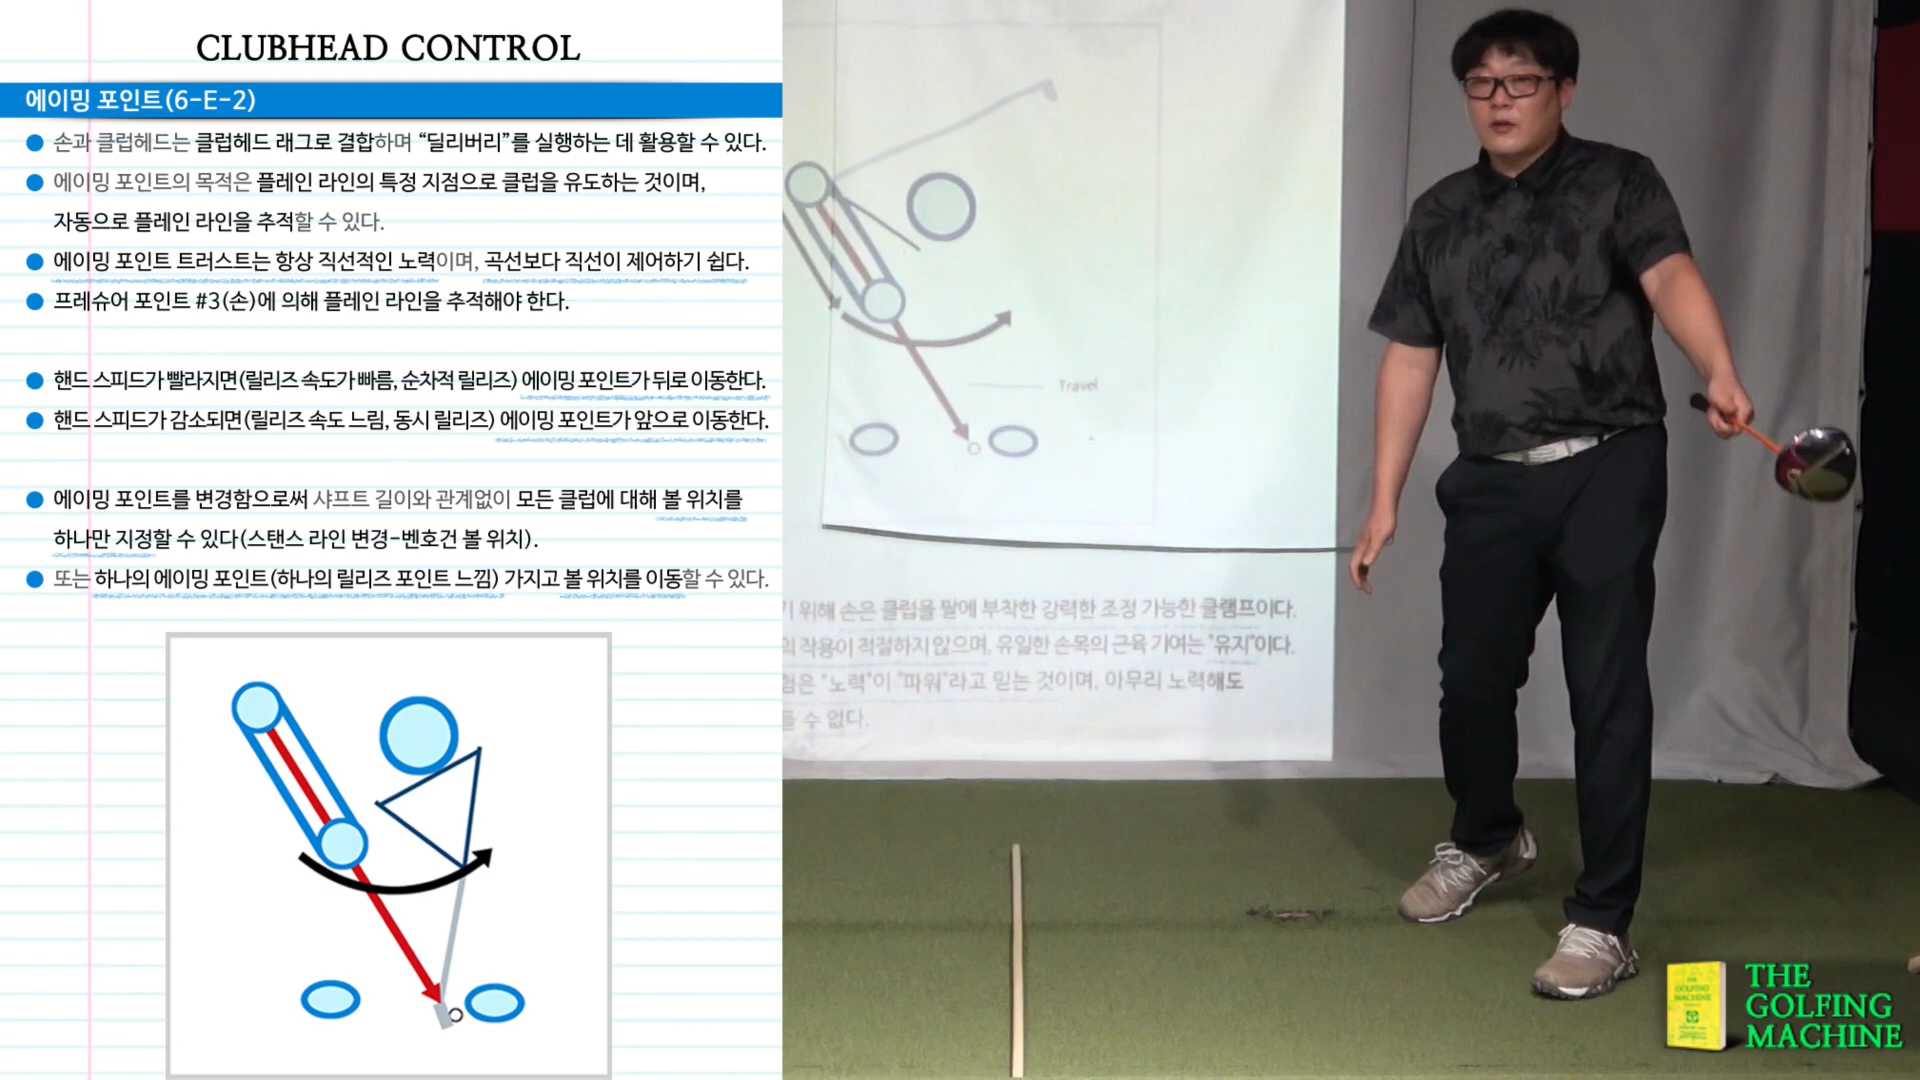 CLUBHEAD CONTROL
에이밍 포인트(6-E-2)
손과 클럽헤드는 클럽헤드 래그로 결합하며 “딜리버리”를 실행하는 데 활용할 수 있다.
에이밍 포인트의 목적은 플레인 라인의 특정 지점으로 클럽을 유도하는 것이며,
자동으로 플레인 라인을 추적할 수 있다.
에이밍 포인트 트러스트는 항상 직선적인 노력이며, 곡선보다 직선이 제어하기 쉽다.
프레슈어 포인트 #3(손)에 의해 플레인 라인을 추적해야 한다.
핸드 스피드가 빨라지면(릴리즈 속도가 빠름, 순차적 릴리즈) 에이밍 포인트가 뒤로 이동한다.
핸드 스피드가 감소되면(릴리즈 속도 느림, 동시 릴리즈) 에이밍 포인트가 앞으로 이동한다.
에이밍 포인트를 변경함으로써 샤프트 길이와 관계없이 모든 클럽에 대해 볼 위치를
하나만 지정할 수 있다(스탠스 라인 변경-벤호건 볼 위치).
또는 하나의 에이밍 포인트(하나의 릴리즈 포인트 느낌) 가지고 볼 위치를 이동할 수 있다.
Travel
기 위해 손은 클럽을 팔에 부착한 강력한 조정 가능한 클램프이다.
의 작용이 적절하지 않으며, 유일한 손목의 근육 기여는 "유지"이다.
험은 "노력"이 "파워"라고 믿는 것이며, 아무리 노력해도
들 수 없다.
THE
GOLFING
MACHINE